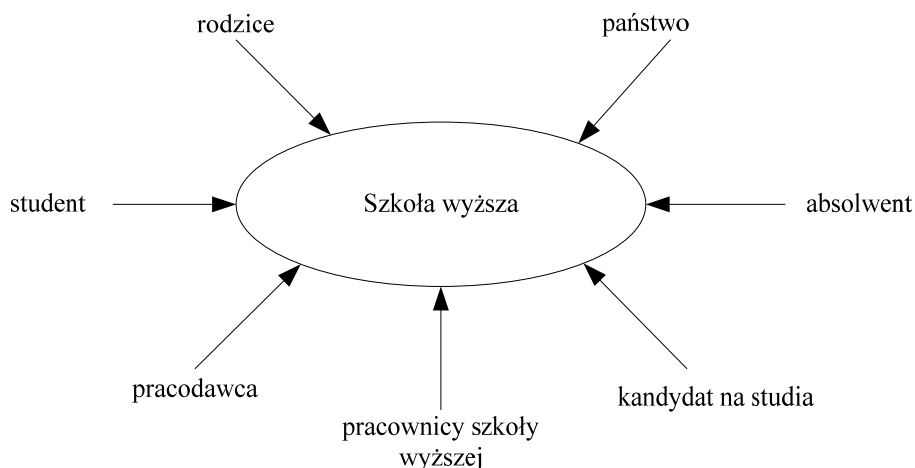 rodzice
państwo
student
Szkoła wyższa
absolwent
pracodawca
kandydat na studia
pracownicy szkoły
wyższej